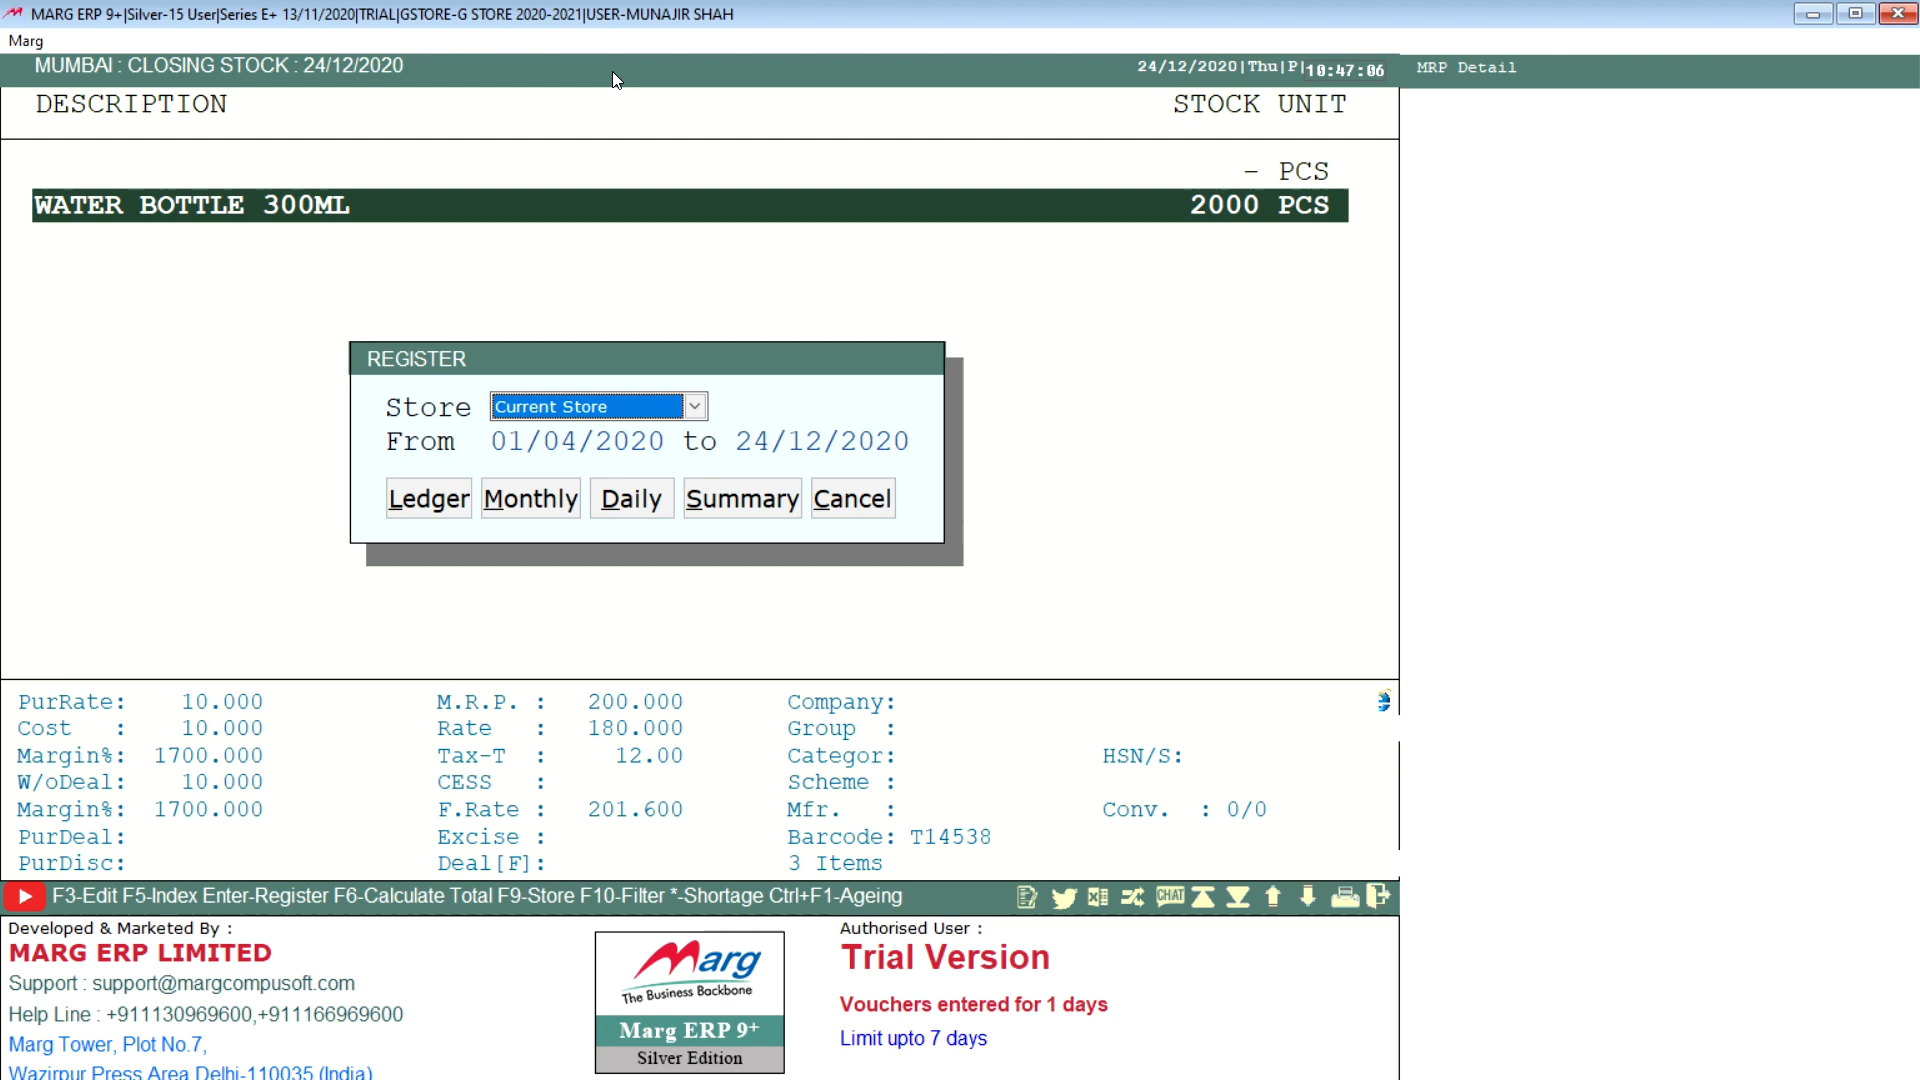 MARG ERP 9+|Silver-15 User|Series E+ 13/11/2020|TRIAL|GSTORE-G STORE 2020-2021|USER-MUNAJIR SHAH
Marg
MUMBAI : CLOSING STOCK : 24/12/2020 24/12/2020|Thu|P|10:47:06 MRP Detail
DESCRIPTION STOCK UNIT
- PCS
WATER BOTTLE 300ML 2000 PCS
REGISTER
Store Current Store
From 01/04/2020 to 24/12/2020
Ledger Monthly Daily Summary Cancel
PurRate: 10.000 M.R.P. : 200.000 Company:
Cost : 10.000 Rate : 180.000 Group :
Margin%: 1700.000 Tax-T : 12.00 Categor: HSN/S:
W/oDeal: 10.000 CESS : Scheme :
Margin%: 1700.000 F.Rate : 201.600 Mfr. : Conv. : 0/0
PurDeal: Excise : Barcode: T14538
PurDisc: Deal[F]: 3 Items
F3-Edit F5-Index Enter-Register F6-Calculate Total F9-Store F10-Filter *-Shortage Ctrl+F1-Ageing CHAT
Developed & Marketed By :
MARG ERP LIMITED
Support : support@margcompusoft.com
Help Line : +911130969600,+911166969600
Marg Tower, Plot No.7,
Wazirpur Press Area Delhi-110035 (India)
Marg
The Business Backbone
Marg ERP 9+
Silver Edition
Authorised User :
Trial Version
Vouchers entered for 1 days
Limit upto 7 days